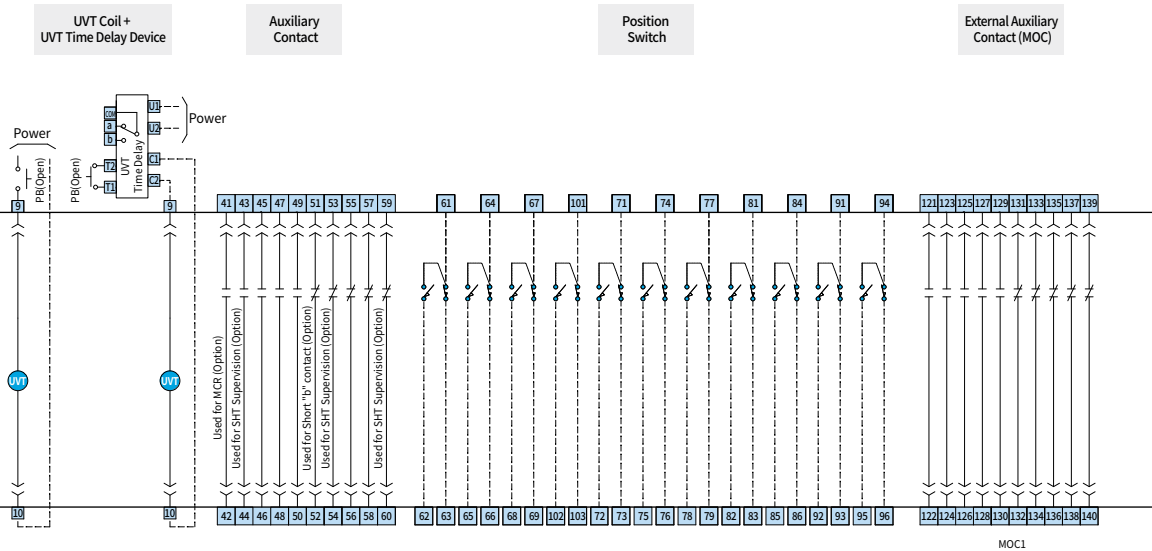 UVT Coil +
UVT Time Delay Device
Auxiliary
Contact
Position
Switch
External Auxiliary
Contact (MOC)
Power
PB(Open)
PB(Open)
COM
a
b
T2
T1
UVT
Time Delay
U1
U2
C1
C2
Power
9
9
41 43 45 47 49 51 53 55 57 59
61 64 67 101 71 74 77 81 84 91 94
121 123 125 127 129 131 133 135 137 139
UVT
UVT
Used for MCR (Option)
Used for SHT Supervision (Option)
Used for Short "b" contact (Option)
Used for SHT Supervision (Option)
Used for SHT Supervision (Option)
10
10
42 44 46 48 50 52 54 56 58 60
62 63 65 66 68 69 102 103 72 73 75 76 78 79 82 83 85 86 92 93 95 96
122 124 126 128 130 132 134 136 138 140
MOC1